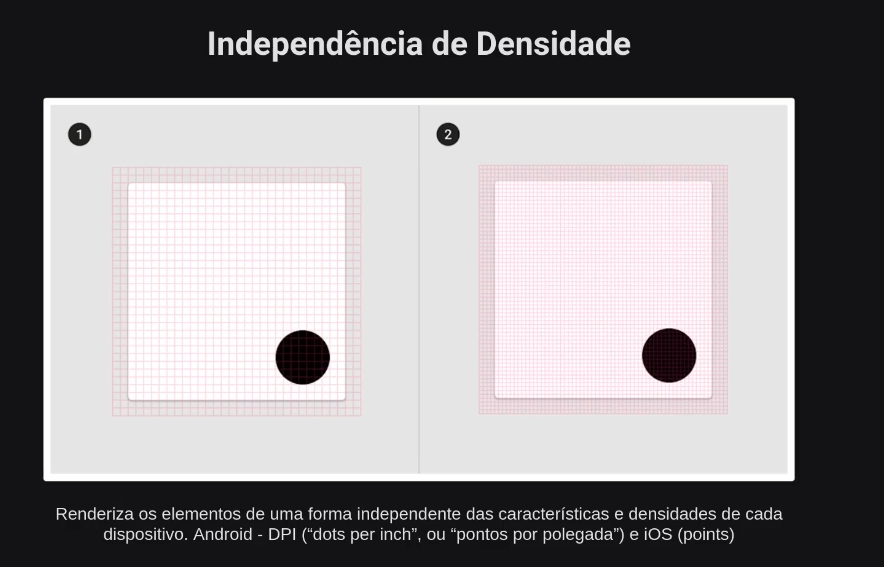 Independência de Densidade
1
2
Renderiza os elementos de uma forma independente das características e densidades de cada
dispositivo. Android - DPI (“dots per inch”, ou “pontos por polegada”) e iOS (points)